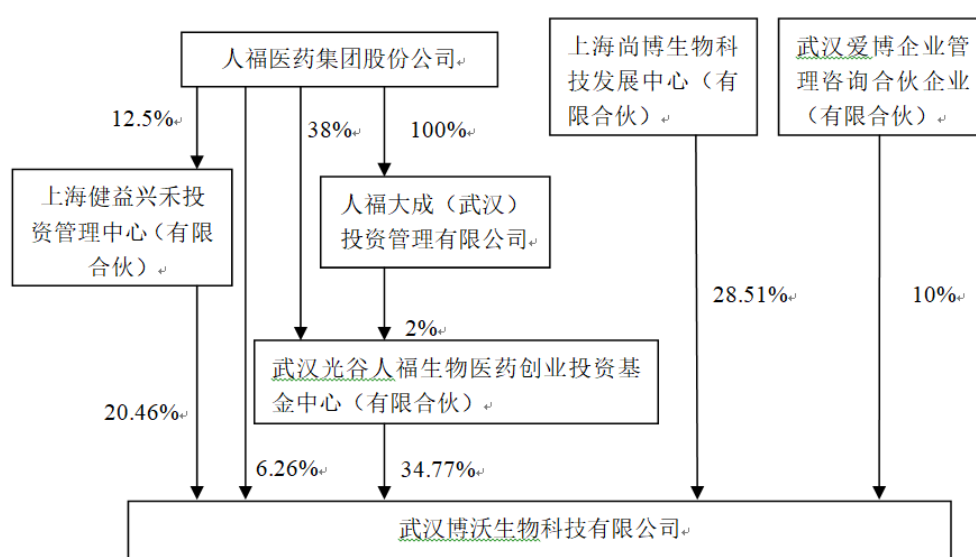 人福医药集团股份公司
上海尚博生物科
技发展中心（有
限合伙）
武汉爱博企业管
理咨询合伙企业
（有限合伙）
12.5%
38%
100%
上海健益兴禾投
资管理中心（有限
合伙）
人福大成（武汉）
投资管理有限公司
28.51%
10%
2%
武汉光谷人福生物医药创业投资基
金中心（有限合伙）
20.46%
6.26%
34.77%
武汉博沃生物科技有限公司